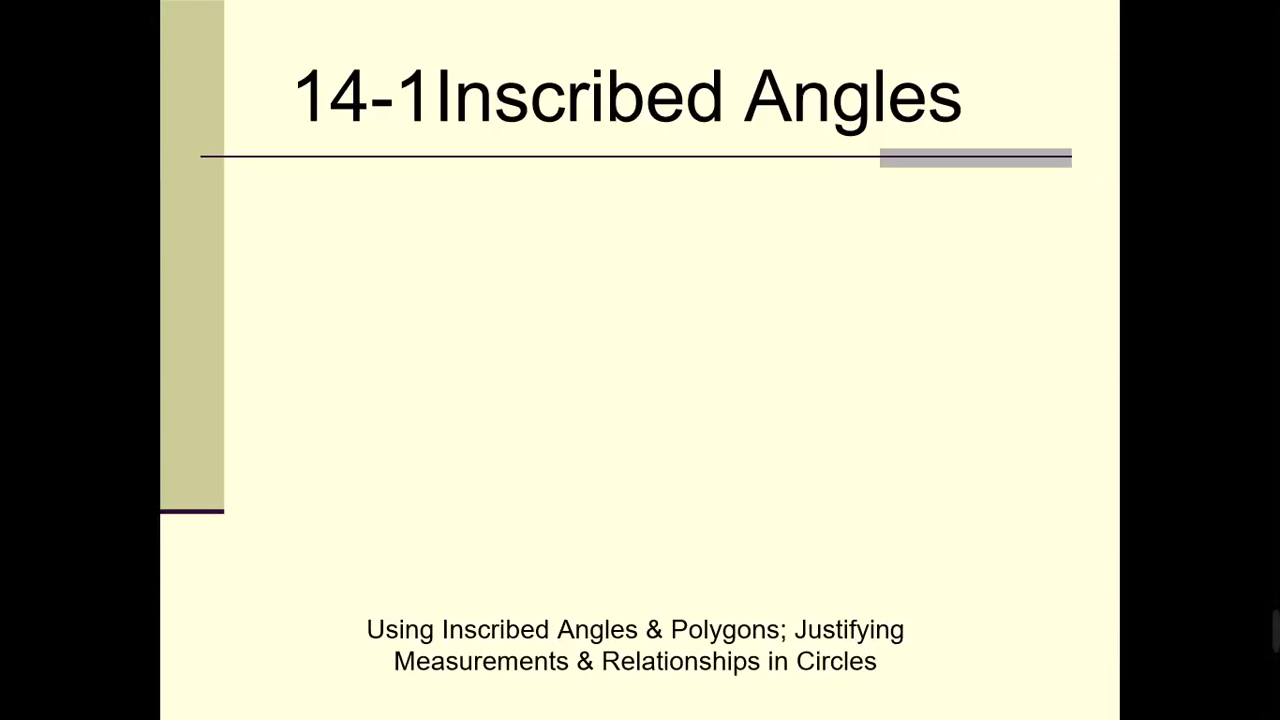 14-1Inscribed Angles
Using Inscribed Angles & Polygons; Justifying
Measurements & Relationships in Circles